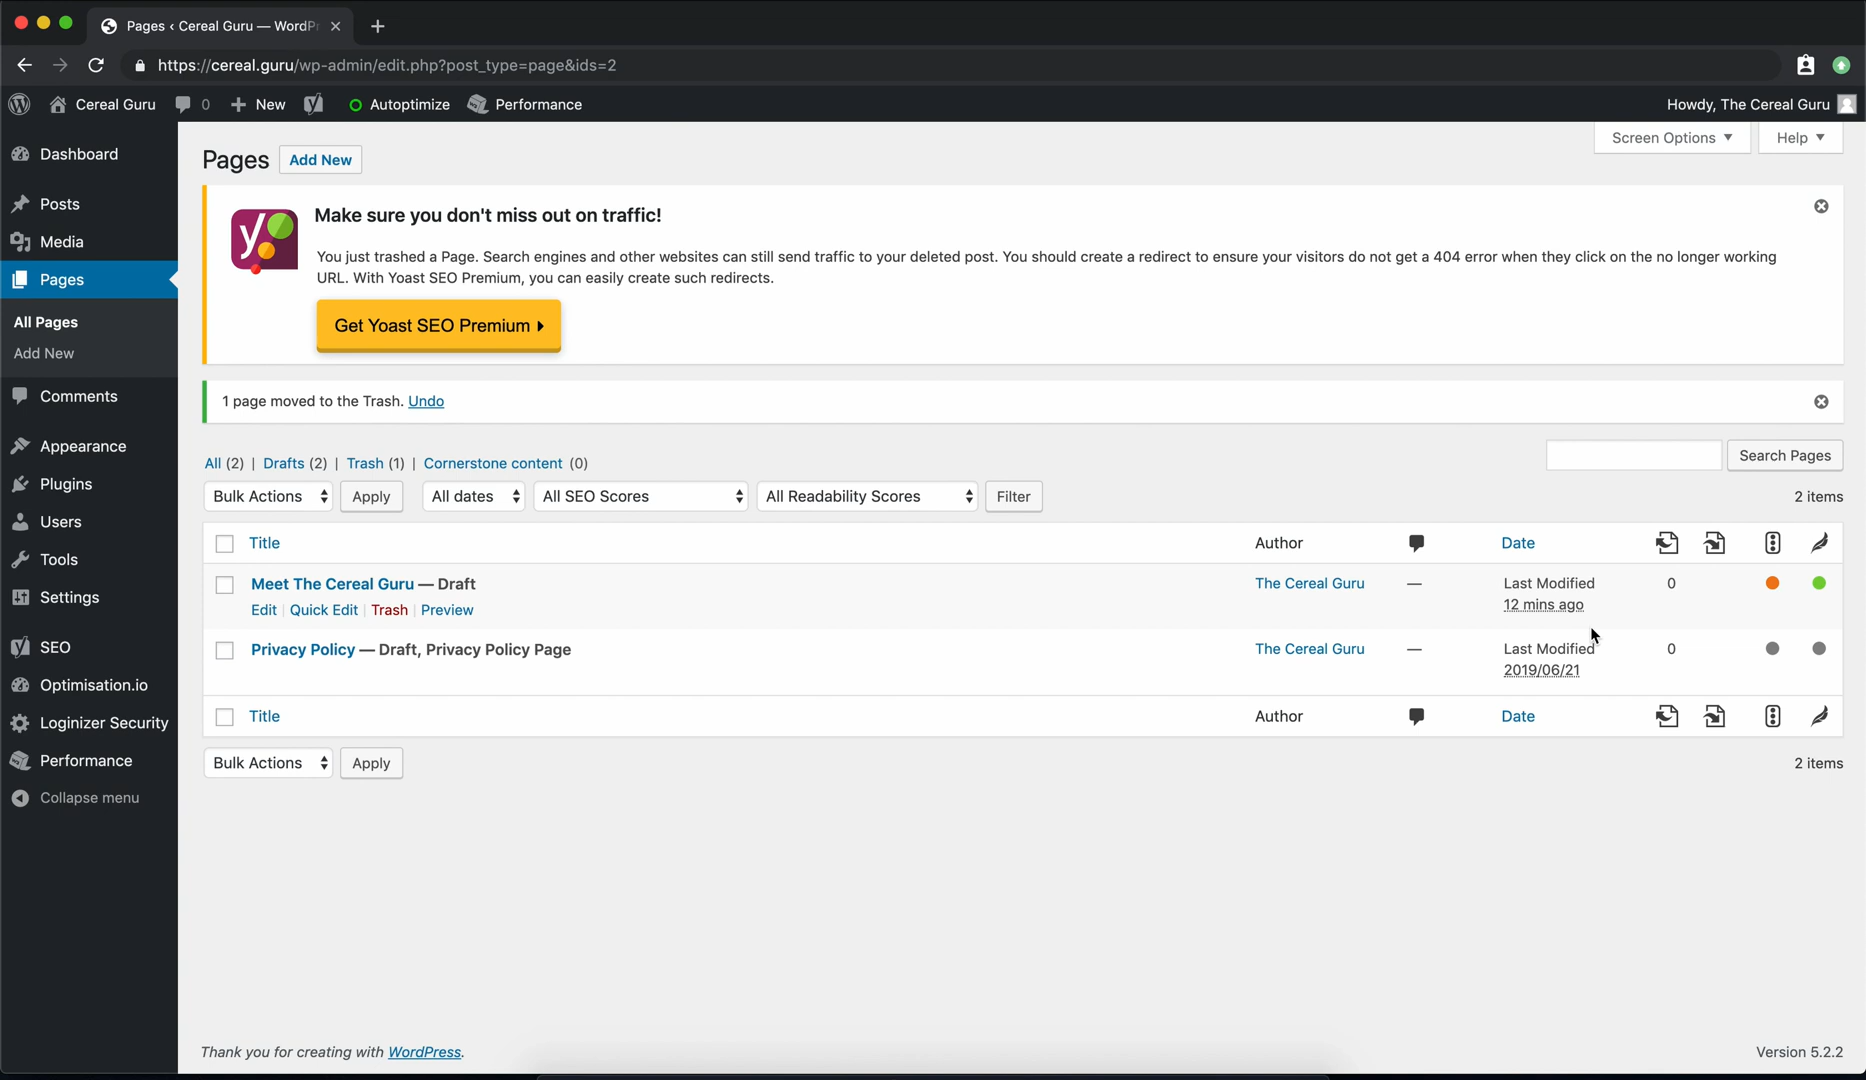 Pages ‹ Cereal Guru — WordPr
https://cereal.guru/wp-admin/edit.php?post_type=page&ids=2
Cereal Guru 0 New Autoptimize Performance Howdy, The Cereal Guru
Screen Options Help
Dashboard
Posts
Media
Pages
All Pages
Add New
Comments
Appearance
Plugins
Users
Tools
Settings
SEO
Optimisation.io
Loginizer Security
Performance
Collapse menu
Pages Add New
Make sure you don't miss out on traffic!
You just trashed a Page. Search engines and other websites can still send traffic to your deleted post. You should create a redirect to ensure your visitors do not get a 404 error when they click on the no longer working
URL. With Yoast SEO Premium, you can easily create such redirects.
Get Yoast SEO Premium
1 page moved to the Trash. Undo
All (2) | Drafts (2) | Trash (1) | Cornerstone content (0)
Search Pages
Bulk Actions Apply All dates All SEO Scores All Readability Scores Filter 2 items
Title Author Date
Meet The Cereal Guru — Draft The Cereal Guru — Last Modified 0
12 mins ago
Edit | Quick Edit | Trash | Preview
Privacy Policy — Draft, Privacy Policy Page The Cereal Guru — Last Modified 0
2019/06/21
Title Author Date
Bulk Actions Apply 2 items
Thank you for creating with WordPress. Version 5.2.2